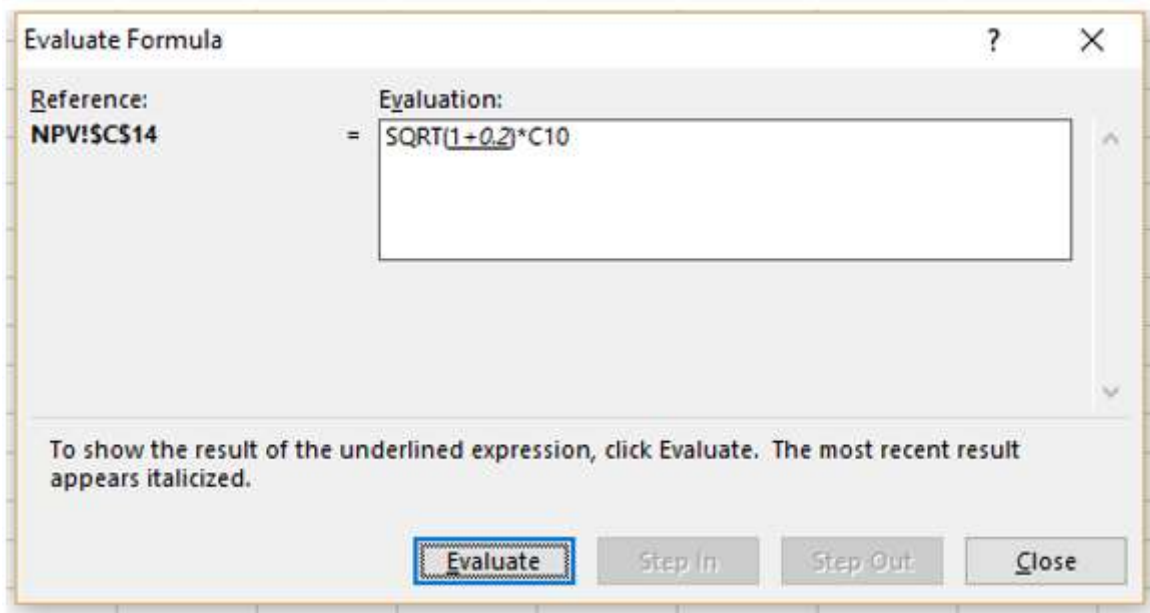 Evaluate Formula ? ×
Reference: Evaluation:
NPV!$C$14 = SQRT(1+0.2)*C10
To show the result of the underlined expression, click Evaluate. The most recent result
appears italicized.
Evaluate Step In Step Out Close